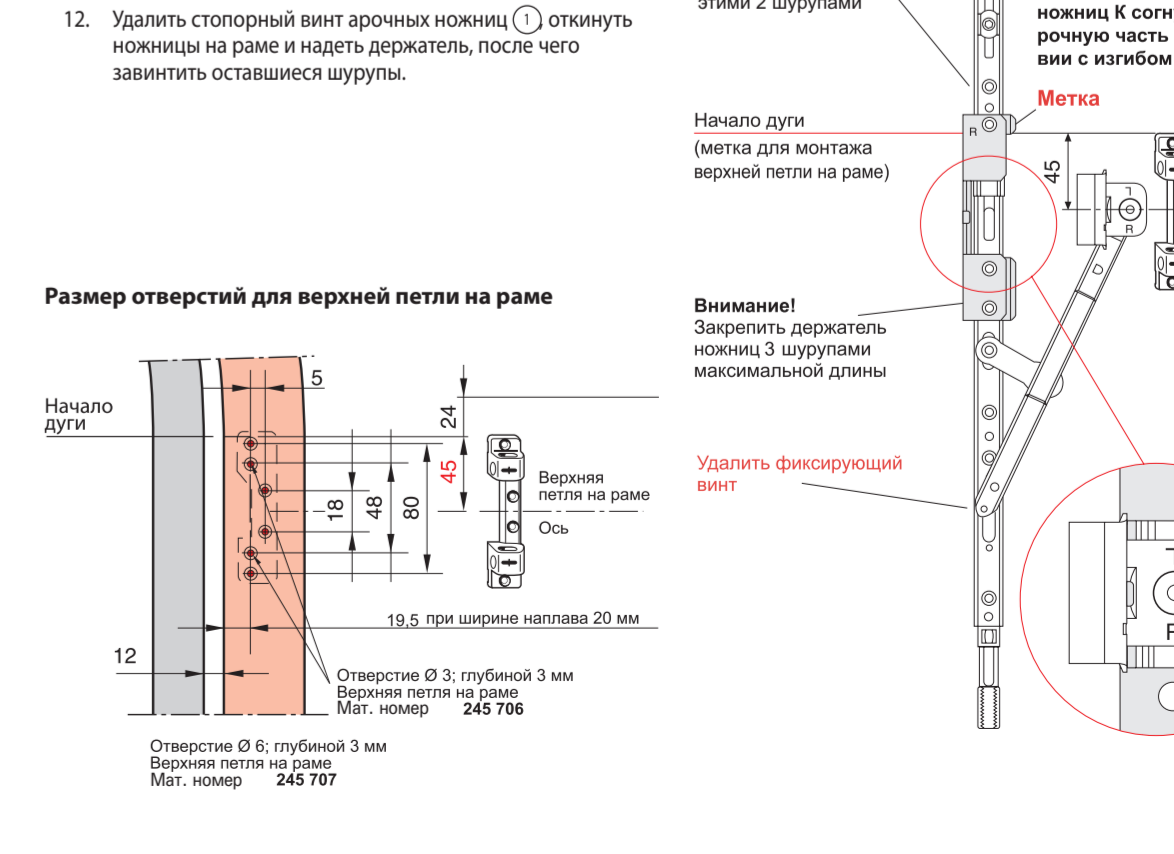 12. Удалить стопорный винт арочных ножниц 1, откинуть
ножницы на раме и надеть держатель, после чего
завинтить оставшиеся шурупы.
этими 2 шурупами
ножниц К согн
рочную часть
вии с изгибом
Метка
Начало дуги
(метка для монтажа
верхней петли на раме)
R
45
L
R
Внимание!
Закрепить держатель
ножниц 3 шурупами
максимальной длины
Удалить фиксирующий
винт
Размер отверстий для верхней петли на раме
Начало
дуги
5
24
45
18
48
80
Верхняя
петля на раме
Ось
19,5 при ширине наплава 20 мм
12
Отверстие Ø 3; глубиной 3 мм
Верхняя петля на раме
Мат. номер 245 706
Отверстие Ø 6; глубиной 3 мм
Верхняя петля на раме
Мат. номер 245 707